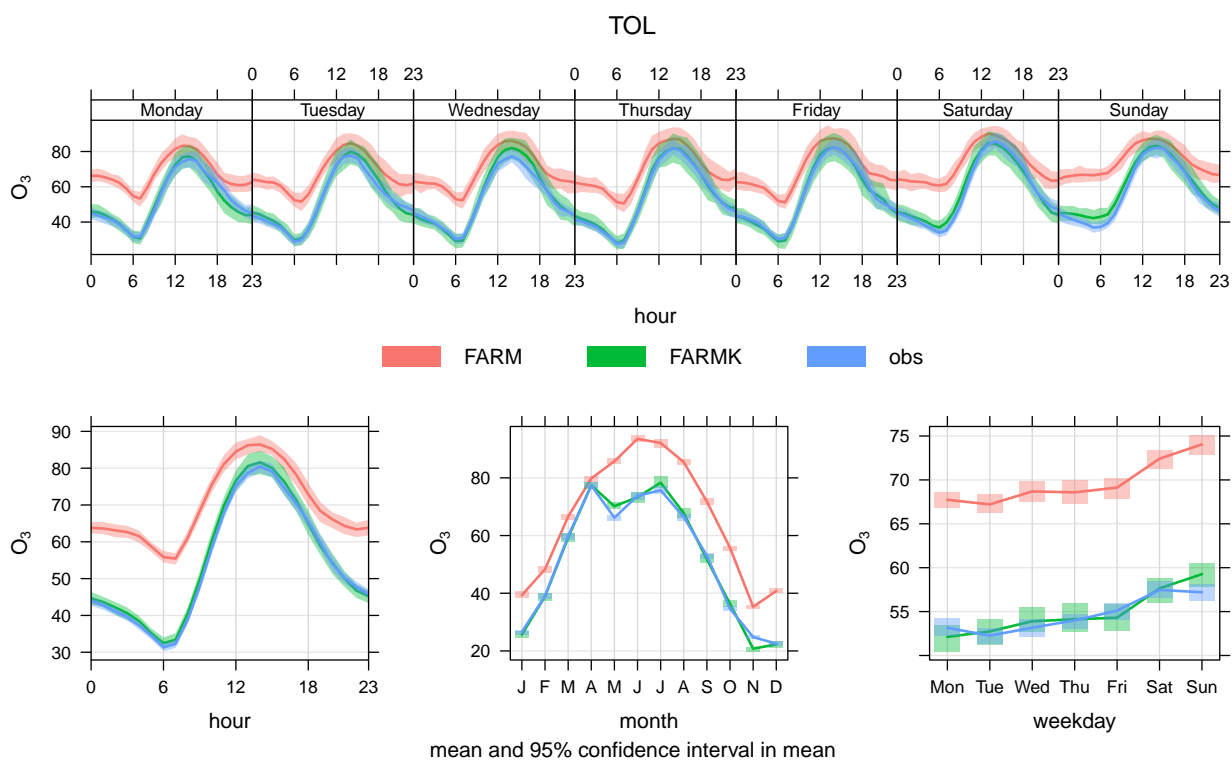 TOL
0 6 12 18 23 0 6 12 18 23 0 6 12 18 23
Monday Tuesday Wednesday Thursday Friday Saturday Sunday
80
60
40
O₃
0 6 12 18 23 0 6 12 18 23 0 6 12 18 23 0 6 12 18 23
hour
FARM FARMK obs
90
80
70
60
50
40
30
O₃
0 6 12 18 23
hour
80
60
40
20
O₃
J F M A M J J A S O N D
month
75
70
65
60
55
O₃
Mon Tue Wed Thu Fri Sat Sun
weekday
mean and 95% confidence interval in mean